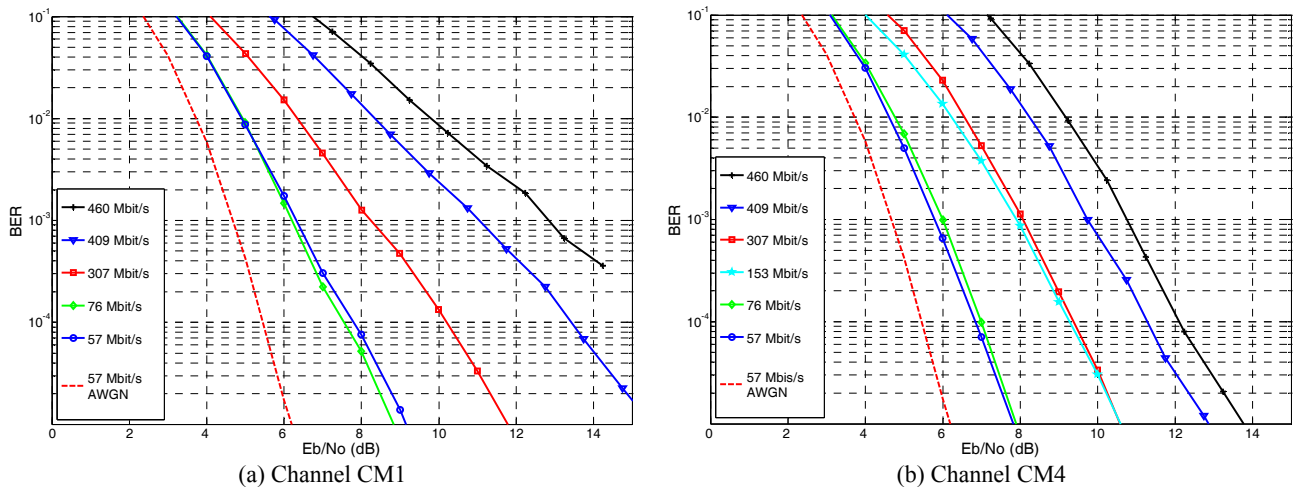 10^-1
10^-2
10^-3
10^-4
BER
460 Mbit/s
409 Mbit/s
307 Mbit/s
76 Mbit/s
57 Mbit/s
57 Mbit/s
AWGN
0 2 4 6 8 10 12 14
Eb/No (dB)
(a) Channel CM1
10^-1
10^-2
10^-3
10^-4
BER
460 Mbit/s
409 Mbit/s
307 Mbit/s
153 Mbit/s
76 Mbit/s
57 Mbit/s
57 Mbis/s
AWGN
0 2 4 6 8 10 12 14
Eb/No (dB)
(b) Channel CM4